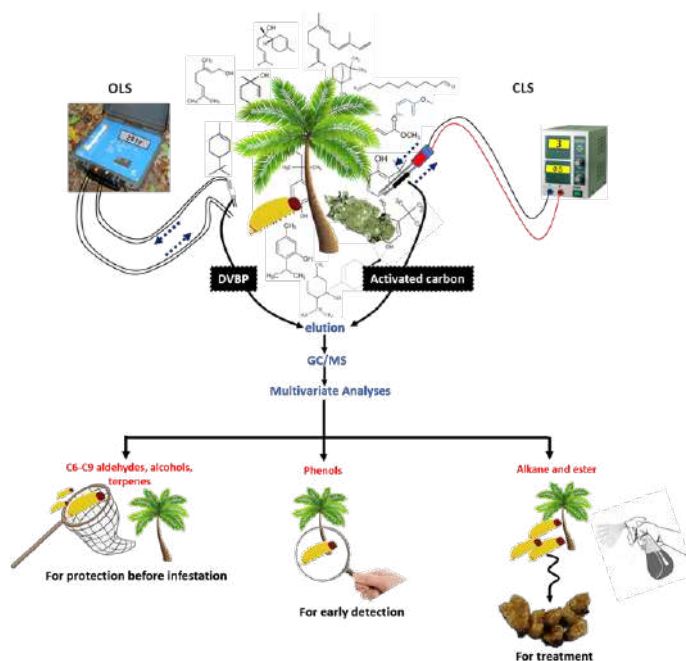 OLS
CLS
DVBP
Activated carbon
elution
GC/MS
Multivariate Analyses
C6-C9 aldehydes, alcohols,
terpenes
Phenols
Alkane and ester
For protection before infestation
For early detection
For treatment